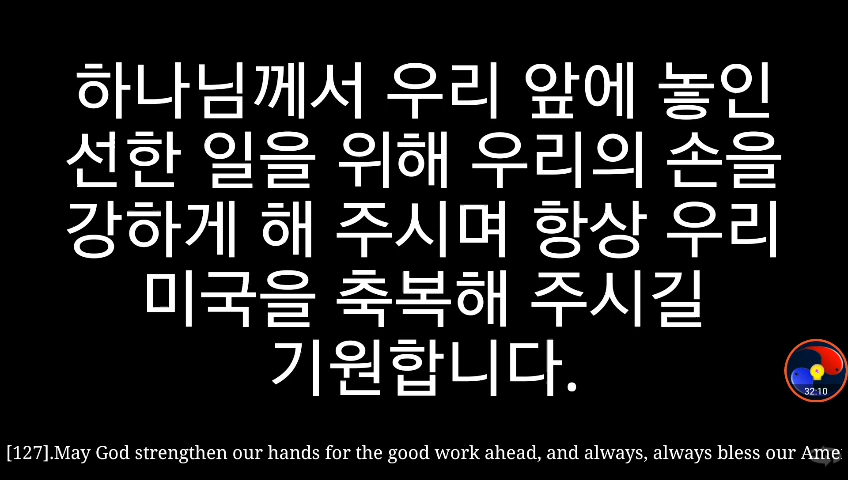 하나님께서 우리 앞에 놓인
선한 일을 위해 우리의 손을
강하게 해 주시며 항상 우리
미국을 축복해 주시길
기원합니다.
32:10
[127].May God strengthen our hands for the good work ahead, and always, always bless our Ame